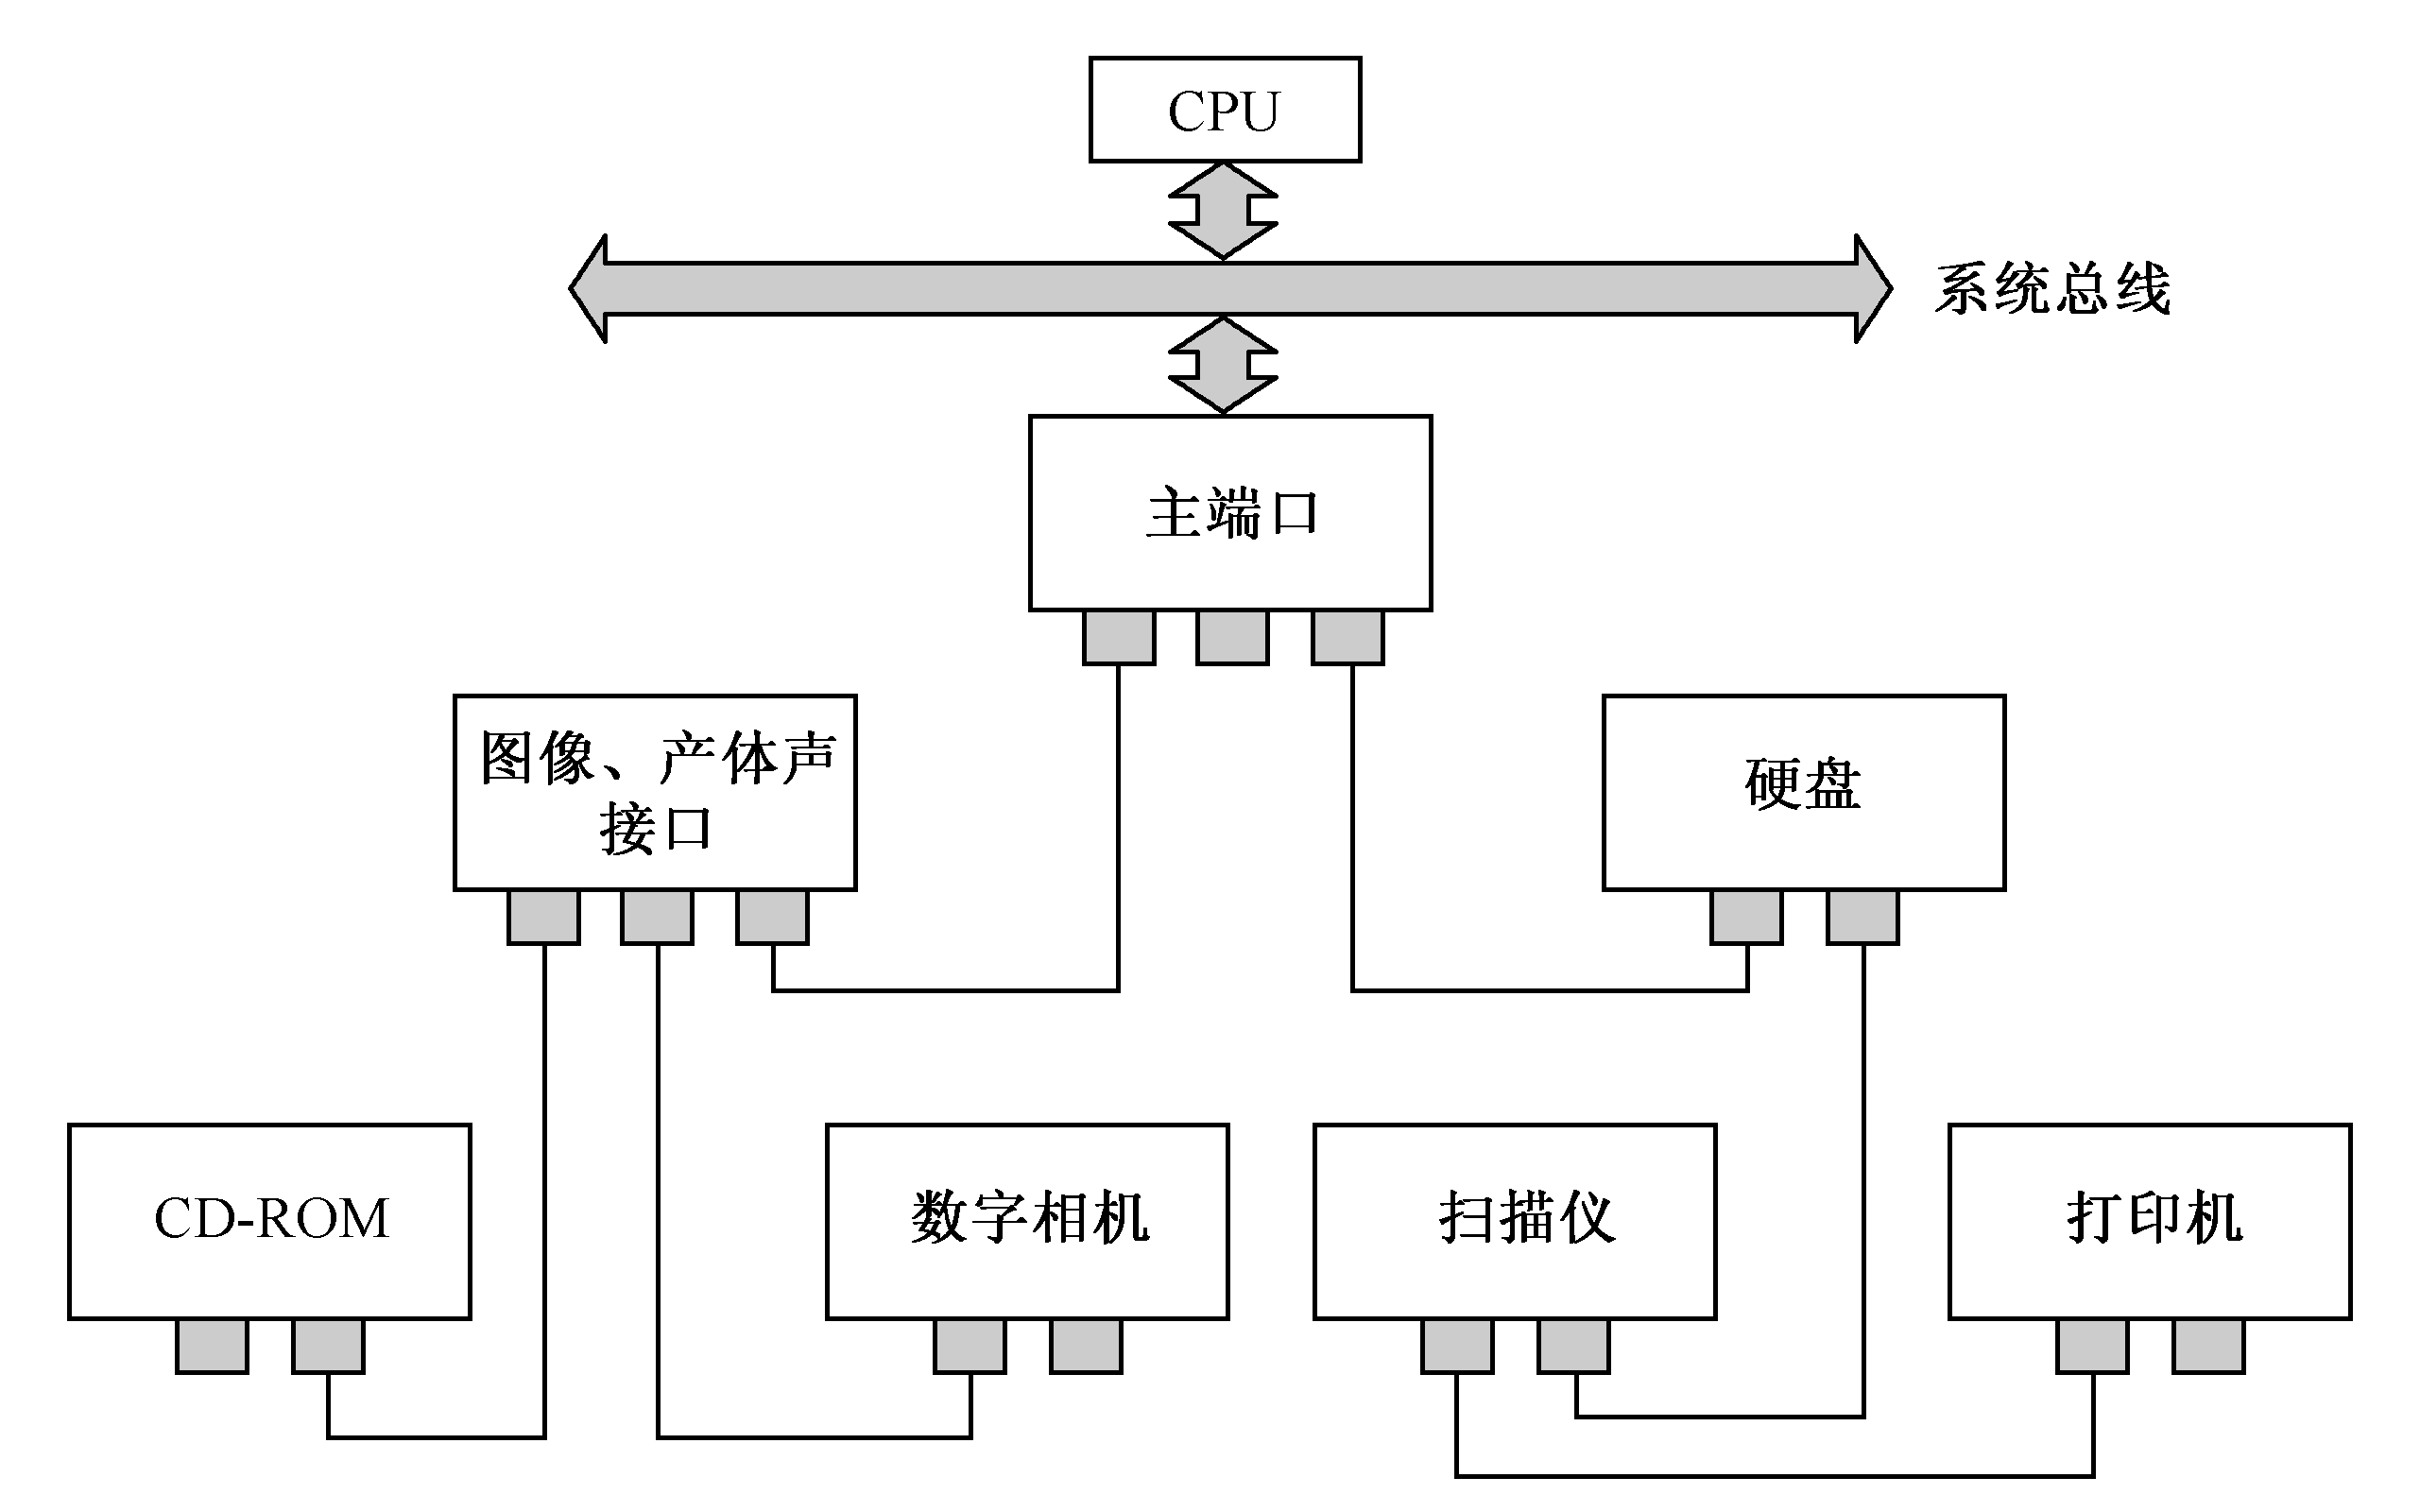 CPU
系统总线
主端口
图像、产体声
接口
硬盘
CD-ROM
数字相机
扫描仪
打印机